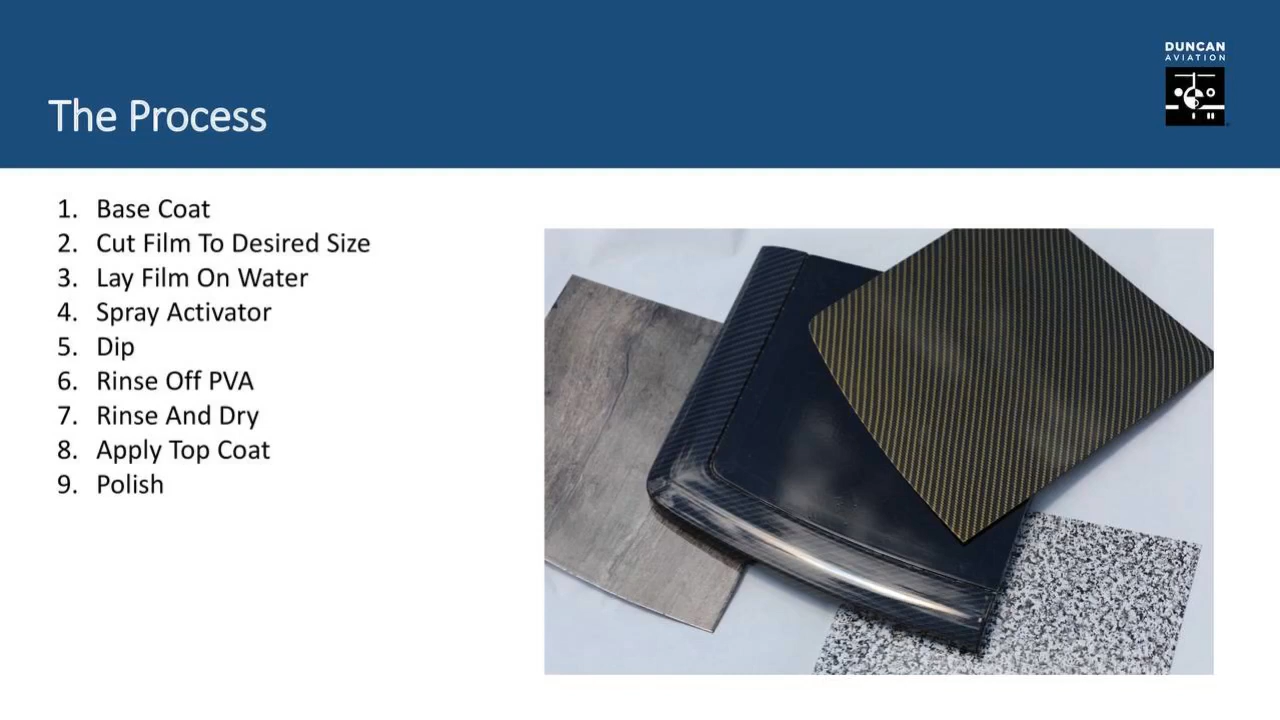 DUNCAN
AVIATION
The Process
1. Base Coat
2. Cut Film To Desired Size
3. Lay Film On Water
4. Spray Activator
5. Dip
6. Rinse Off PVA
7. Rinse And Dry
8. Apply Top Coat
9. Polish